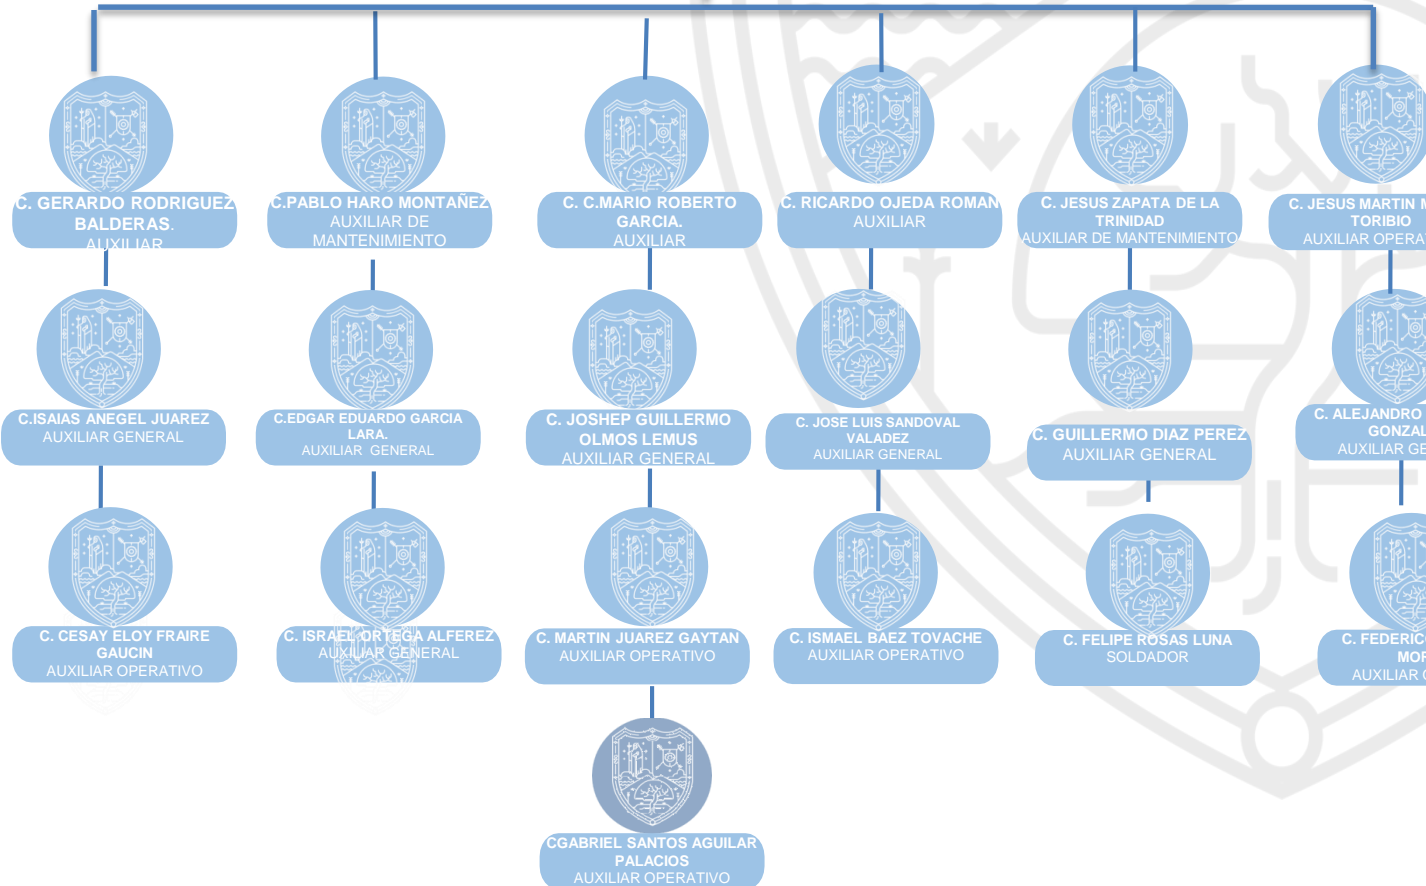 C. GERARDO RODRIGUEZ
BALDERAS.
AUXILIAR
C.PABLO HARO MONTAÑEZ
AUXILIAR DE
MANTENIMIENTO
C. C.MARIO ROBERTO
GARCIA.
AUXILIAR
C. RICARDO OJEDA ROMAN
AUXILIAR
C. JESUS ZAPATA DE LA
TRINIDAD
AUXILIAR DE MANTENIMIENTO
C. JESUS MARTIN
TORIBIO
AUXILIAR
C.ISAIAS ANEGEL JUAREZ
AUXILIAR GENERAL
C.EDGAR EDUARDO GARCIA
LARA.
AUXILIAR GENERAL
C. JOSHEP GUILLERMO
OLMOS LEMUS
AUXILIAR GENERAL
C. JOSE LUIS SANDOVAL
VALADEZ
AUXILIAR GENERAL
C. GUILLERMO DIAZ PEREZ
AUXILIAR GENERAL
C. ALEJANDRO
AUXILIAR
C. CESAY ELOY FRAIRE
GAUCIN
AUXILIAR OPERATIVO
C. ISRAEL ORTEGA ALFEREZ
AUXILIAR GENERAL
C. MARTIN JUAREZ GAYTAN
AUXILIAR OPERATIVO
C. ISMAEL BAEZ TOVACHE
AUXILIAR OPERATIVO
C. FELIPE ROSAS LUNA
SOLDADOR
C.
AUXILIAR
CGABRIEL SANTOS AGUILAR
PALACIOS
AUXILIAR OPERATIVO